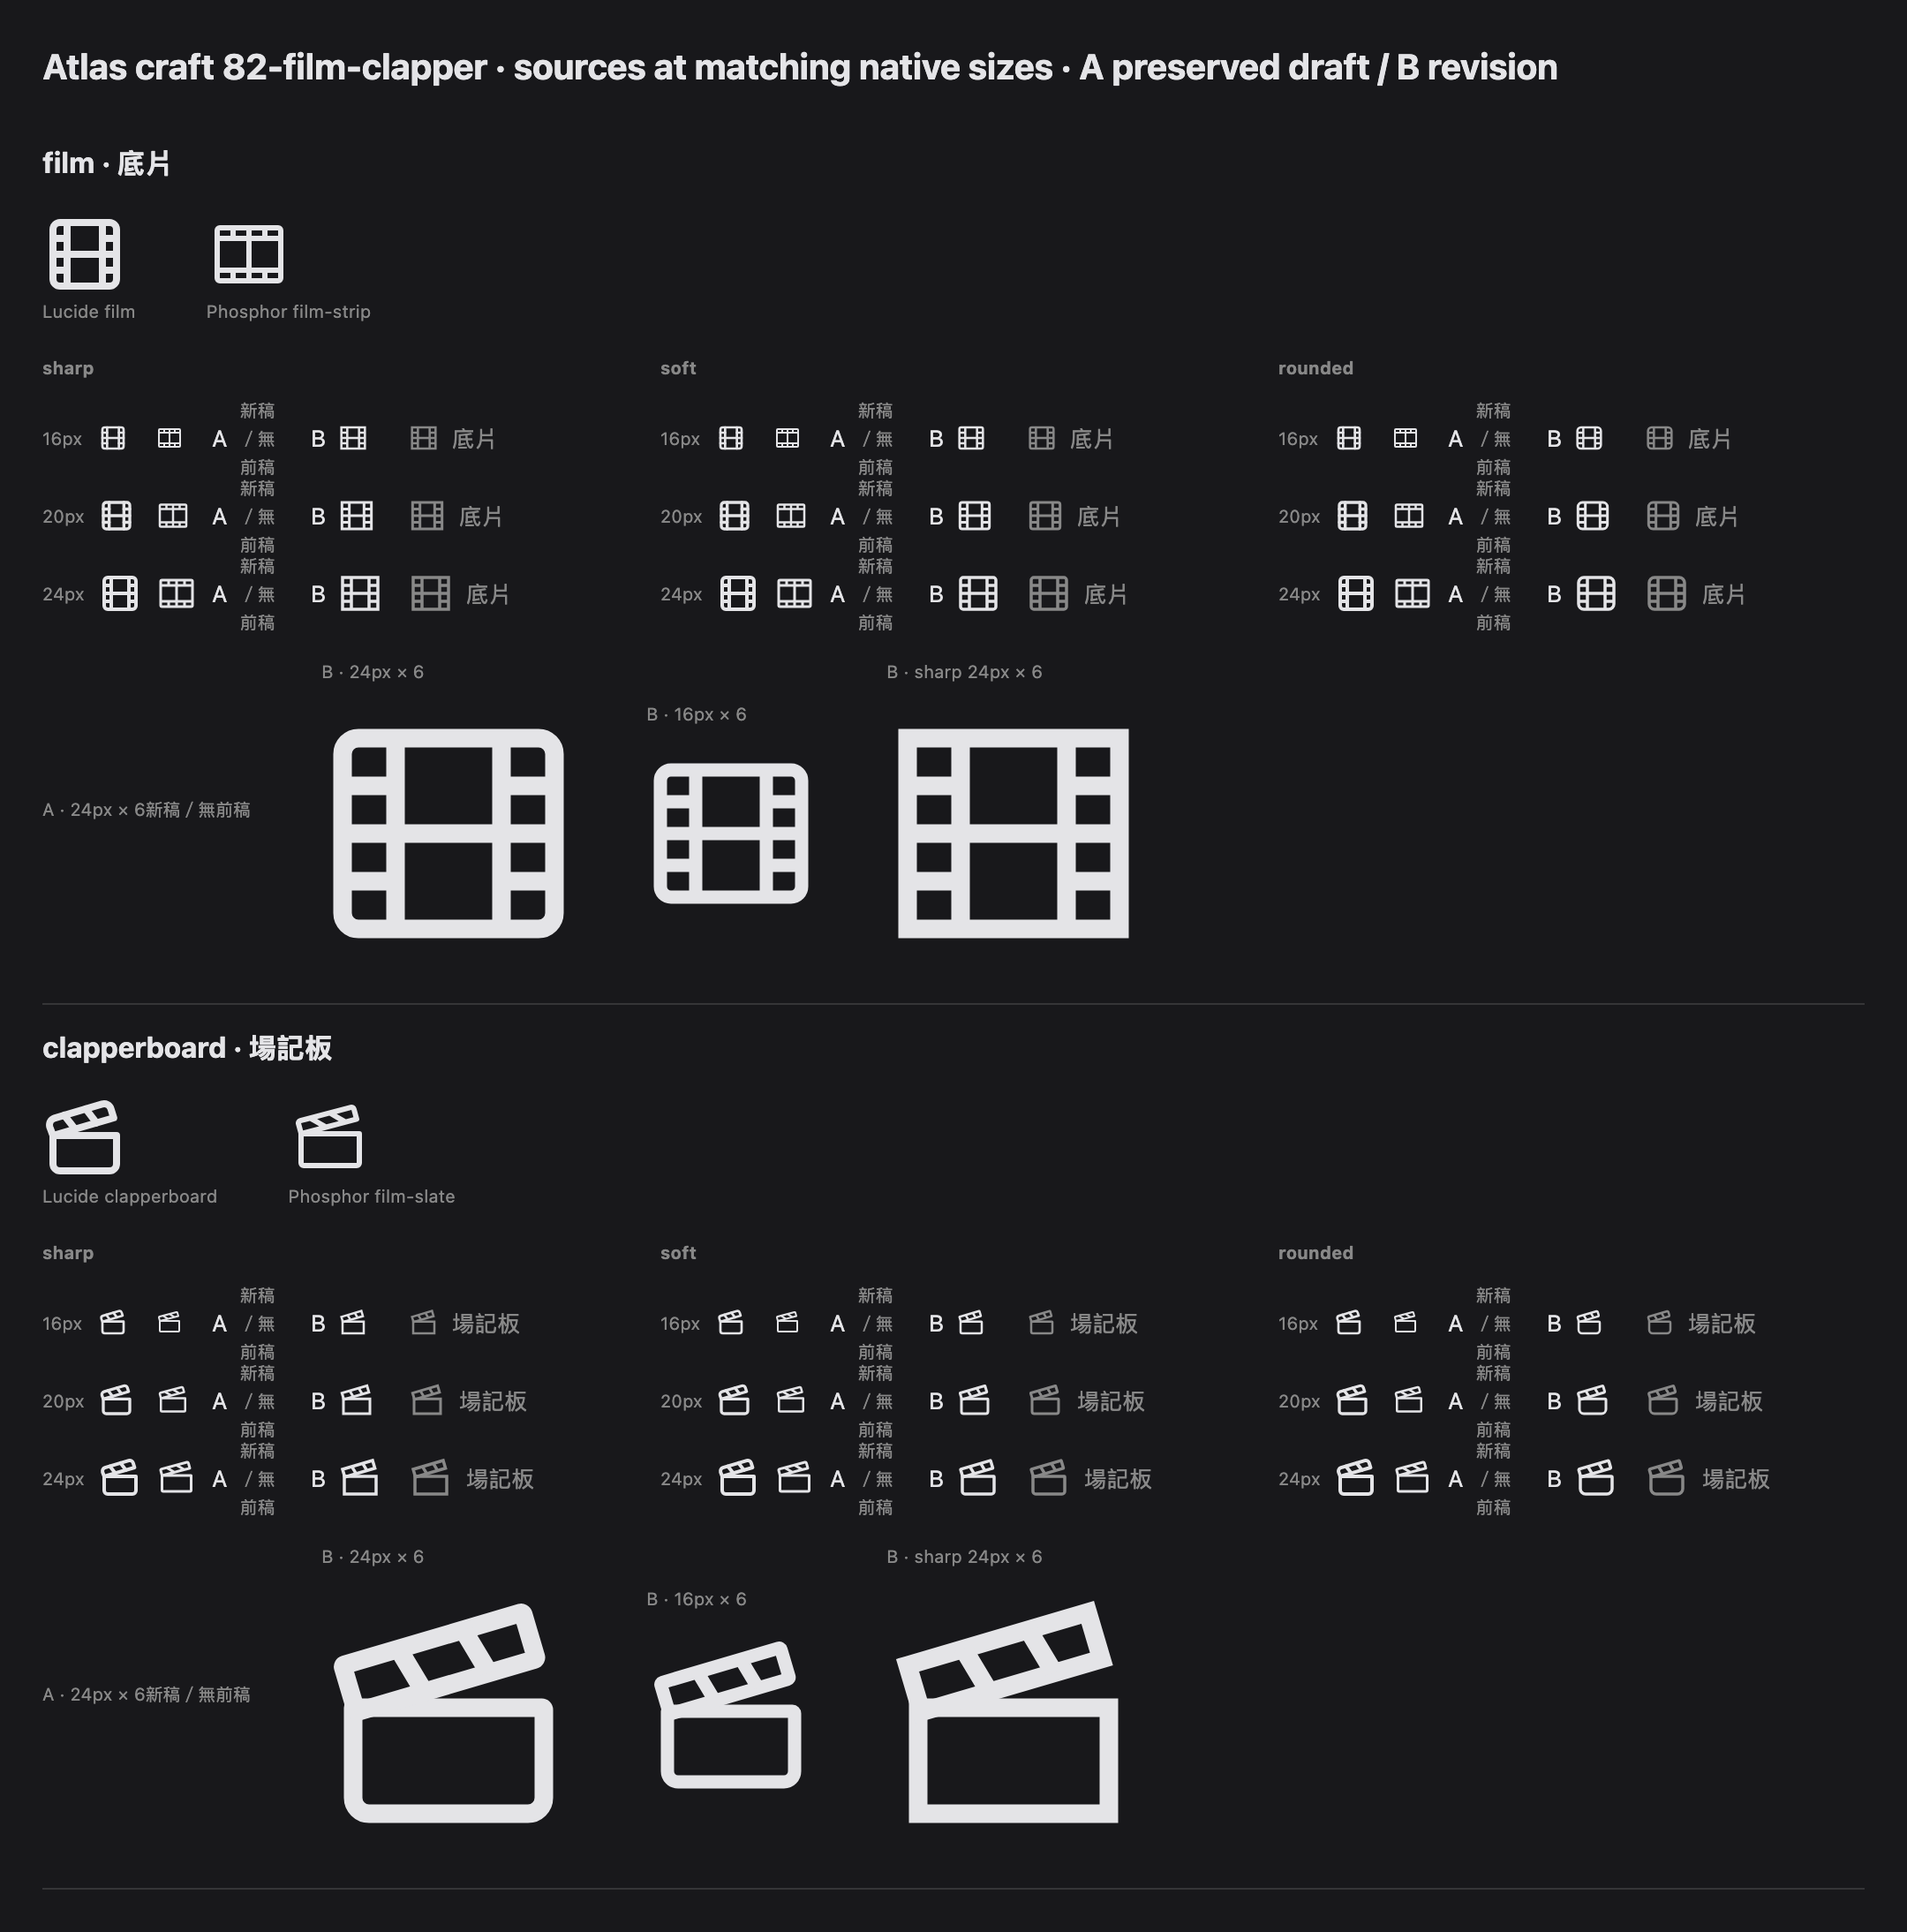 Atlas craft 82-film-clapper · sources at matching native sizes · A preserved draft / B revision
film · 底片
Lucide film
Phosphor film-strip
sharp
16px A 新稿 / 無前稿 B 底片
20px A 新稿 / 無前稿 B 底片
24px A 新稿 / 無前稿 B 底片
soft
16px A 新稿 / 無前稿 B 底片
20px A 新稿 / 無前稿 B 底片
24px A 新稿 / 無前稿 B 底片
rounded
16px A 新稿 / 無前稿 B 底片
20px A 新稿 / 無前稿 B 底片
24px A 新稿 / 無前稿 B 底片
A · 24px × 6新稿 / 無前稿
B · 24px × 6
B · 16px × 6
B · sharp 24px × 6
clapperboard · 場記板
Lucide clapperboard
Phosphor film-slate
sharp
16px A 新稿 / 無前稿 B 場記板
20px A 新稿 / 無前稿 B 場記板
24px A 新稿 / 無前稿 B 場記板
soft
16px A 新稿 / 無前稿 B 場記板
20px A 新稿 / 無前稿 B 場記板
24px A 新稿 / 無前稿 B 場記板
rounded
16px A 新稿 / 無前稿 B 場記板
20px A 新稿 / 無前稿 B 場記板
24px A 新稿 / 無前稿 B 場記板
A · 24px × 6新稿 / 無前稿
B · 24px × 6
B · 16px × 6
B · sharp 24px × 6